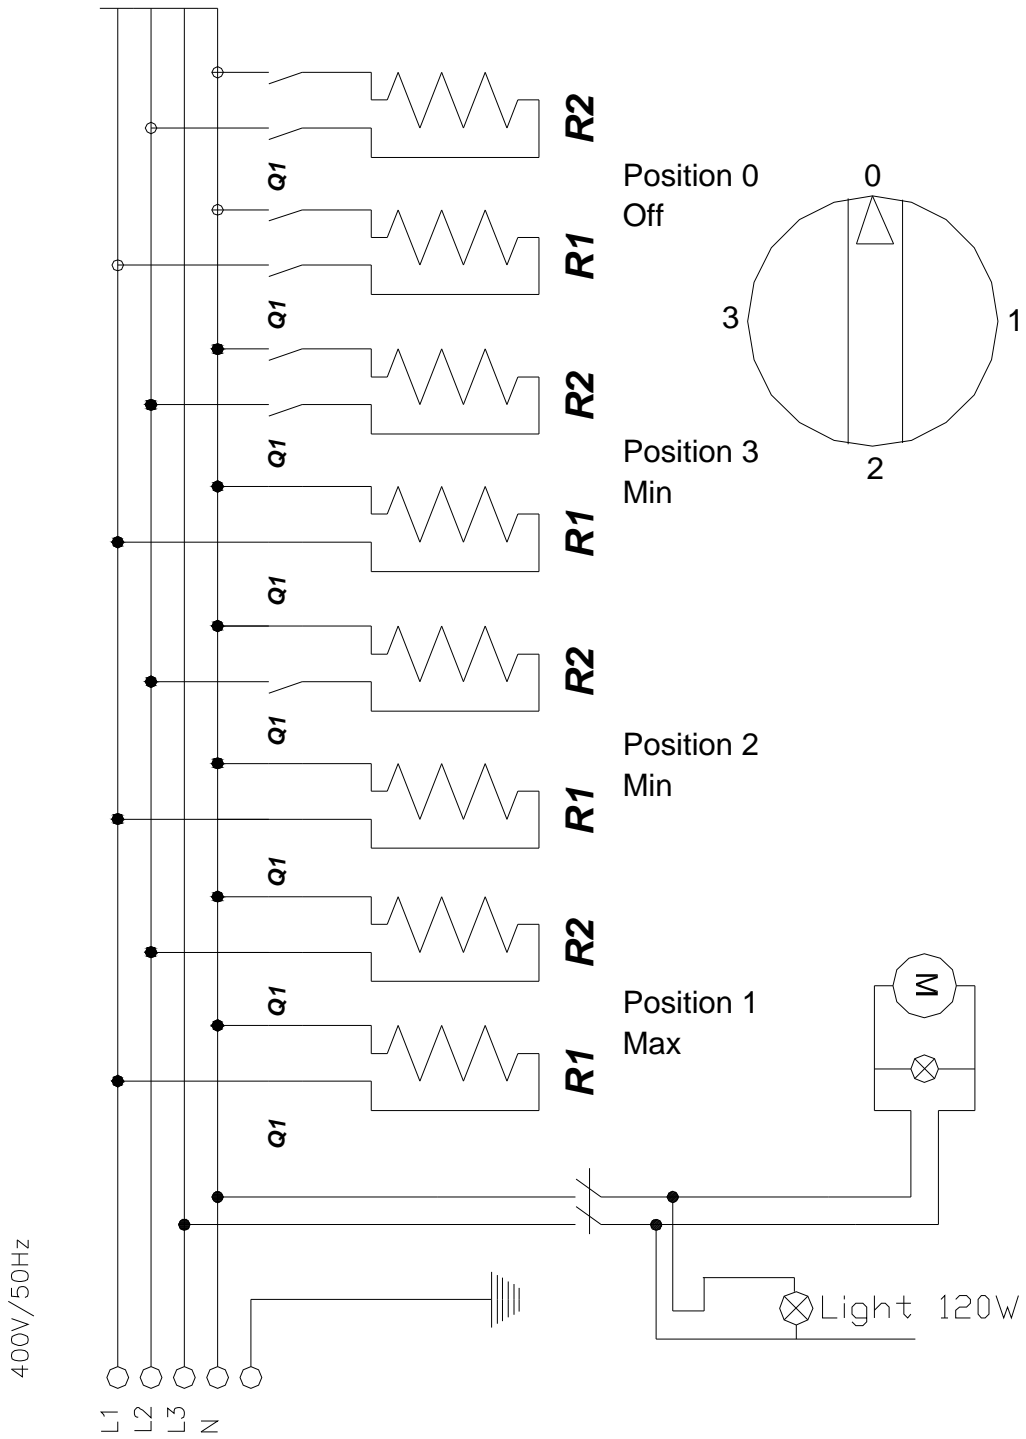 R2
Q1
Position 0
Off
0
R1
3
1
Q1
R2
Position 3
Min
2
Q1
R1
Q1
R2
Q1
Position 2
Min
R1
Q1
R2
M
Q1
Position 1
Max
R1
Q1
400V/50Hz
Light 120W
L1
L2
L3
N